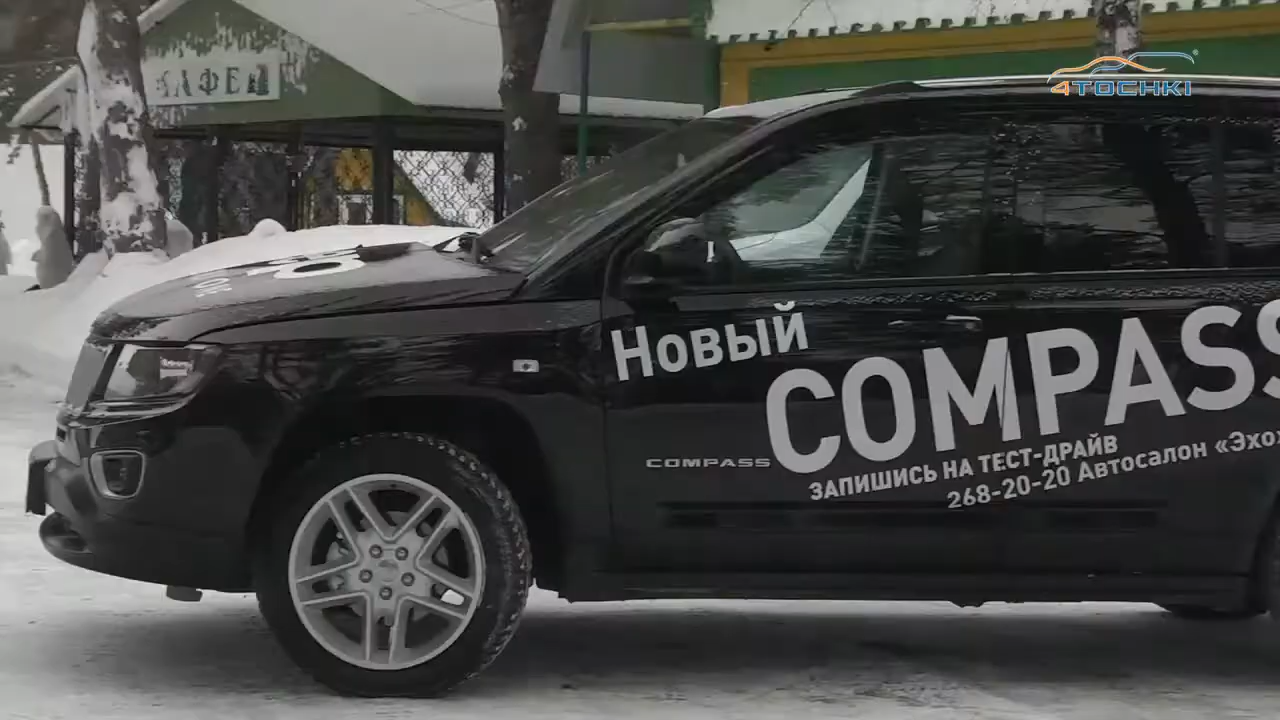 КАФЕ
4TOCHKI
Новый
COMPASS
COMPASS
ЗАПИШИСЬ НА ТЕСТ-ДРАЙВ
268-20-20 Автосалон «Эхо